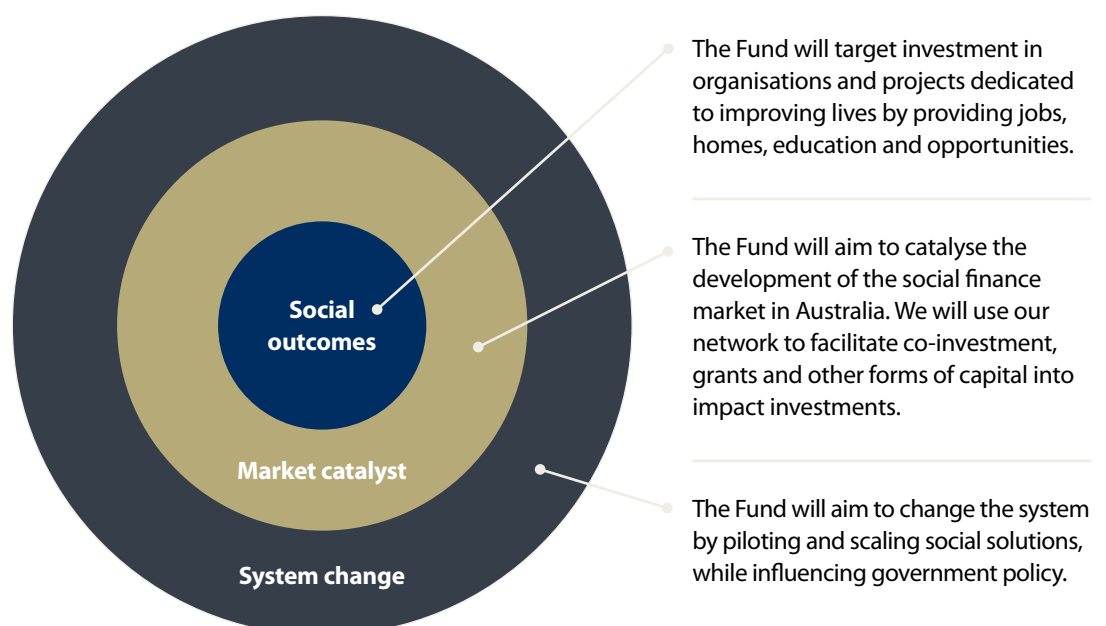 Social
outcomes
Market catalyst
System change
The Fund will target investment in
organisations and projects dedicated
to improving lives by providing jobs,
homes, education and opportunities.
The Fund will aim to catalyse the
development of the social finance
market in Australia. We will use our
network to facilitate co-investment,
grants and other forms of capital into
impact investments.
The Fund will aim to change the system
by piloting and scaling social solutions,
while influencing government policy.